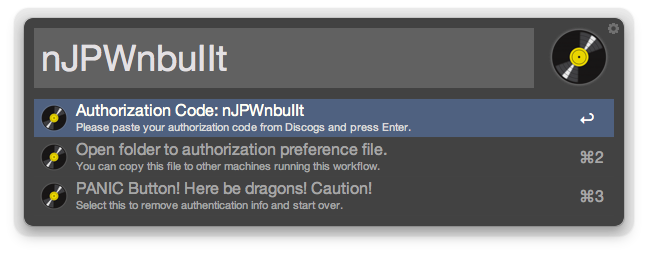 nJPWnbuIlt
Authorization Code: nJPWnbuIlt
Please paste your authorization code from Discogs and press Enter.
↩
Open folder to authorization preference file.
You can copy this file to other machines running this workflow.
⌘2
PANIC Button! Here be dragons! Caution!
Select this to remove authentication info and start over.
⌘3